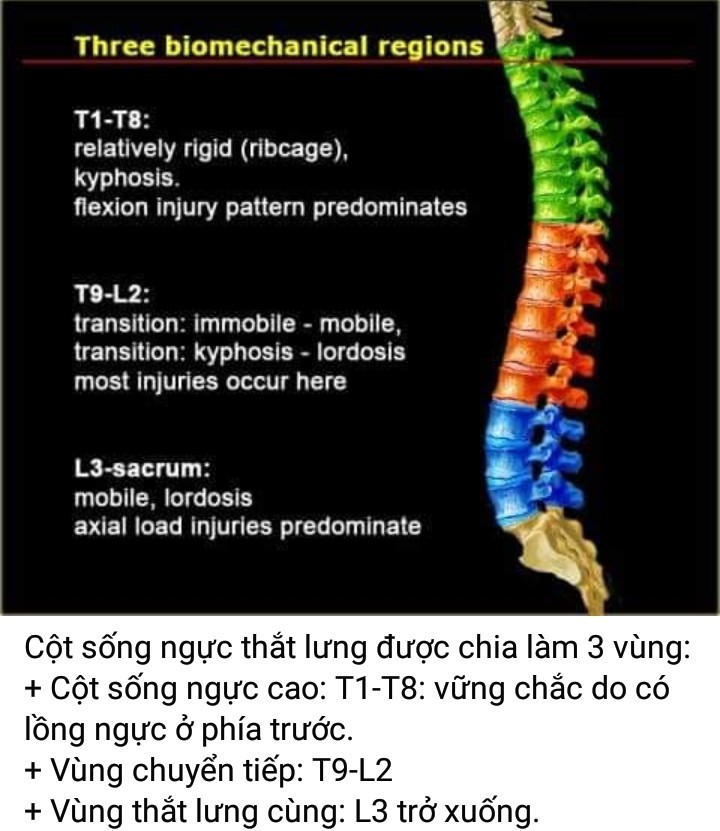 Three biomechanical regions
T1-T8:
relatively rigid (ribcage),
kyphosis.
flexion injury pattern predominates
T9-L2:
transition: immobile - mobile,
transition: kyphosis - lordosis
most injuries occur here
L3-sacrum:
mobile, lordosis
axial load injuries predominate
Cột sống ngực thắt lưng được chia làm 3 vùng:
+ Cột sống ngực cao: T1-T8: vững chắc do có
lồng ngực ở phía trước.
+ Vùng chuyển tiếp: T9-L2
+ Vùng thắt lưng cùng: L3 trở xuống.